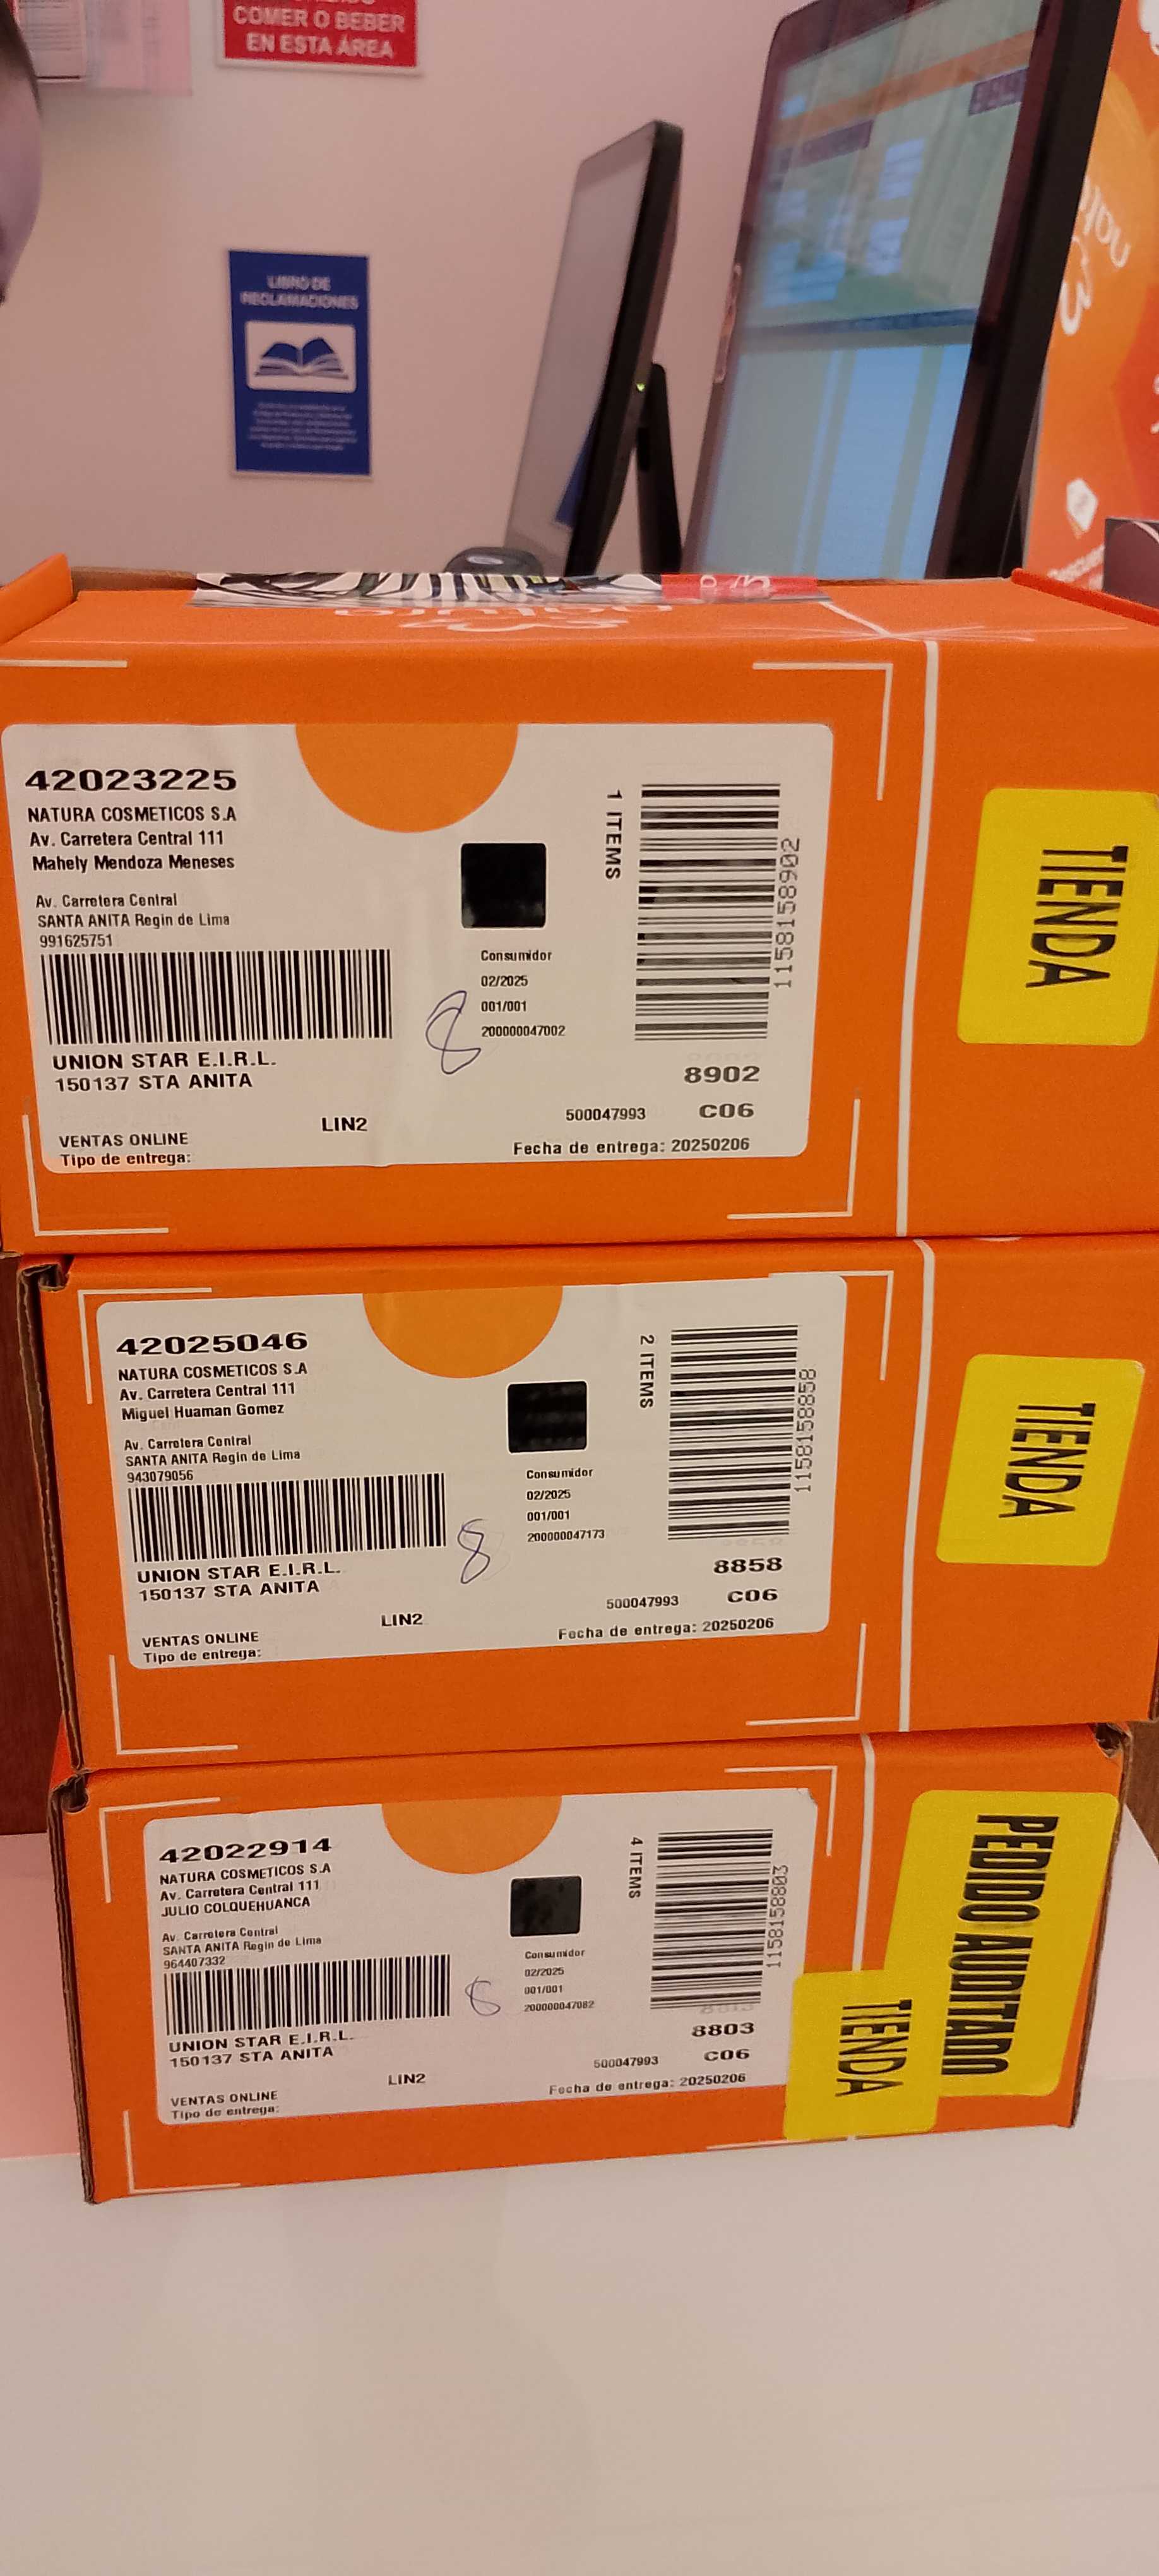 COMER O BEBER
EN ESTA ÁREA
LIBRO DE
RECLAMACIONES
natura
42023225
NATURA COSMETICOS S.A
Av. Carretera Central 111
Mahely Mendoza Meneses
Av. Carretera Central
SANTA ANITA Regin de Lima
991625751
UNION STAR E.I.R.L.
150137 STA ANITA
LIN2
VENTAS ONLINE
Tipo de entrega:
8
Consumidor
02/2025
001/001
200000047002
1 ITEMS
1158158902
8902
500047993
C06
Fecha de entrega: 20250206
TIENDA
42025046
NATURA COSMETICOS S.A
Av. Carretera Central 111
Miguel Huaman Gomez
Av. Carretera Central
SANTA ANITA Regin de Lima
943079056
UNION STAR E.I.R.L.
150137 STA ANITA
LIN2
VENTAS ONLINE
Tipo de entrega:
8
Consumidor
02/2025
001/001
200000047173
2 ITEMS
1158158858
8858
500047993
C06
Fecha de entrega: 20250206
TIENDA
42022914
NATURA COSMETICOS S.A
Av. Carretera Central 111
JULIO COLQUEHUANCA
Av. Carretera Central
SANTA ANITA Regin de Lima
964407332
UNION STAR E.I.R.L.
150137 STA ANITA
LIN2
VENTAS ONLINE
Tipo de entrega:
Consumidor
02/2025
001/001
200000047082
4 ITEMS
1158158803
8803
500047993
C06
Fecha de entrega: 20250206
TIENDA
PEDIDO AUDITADO